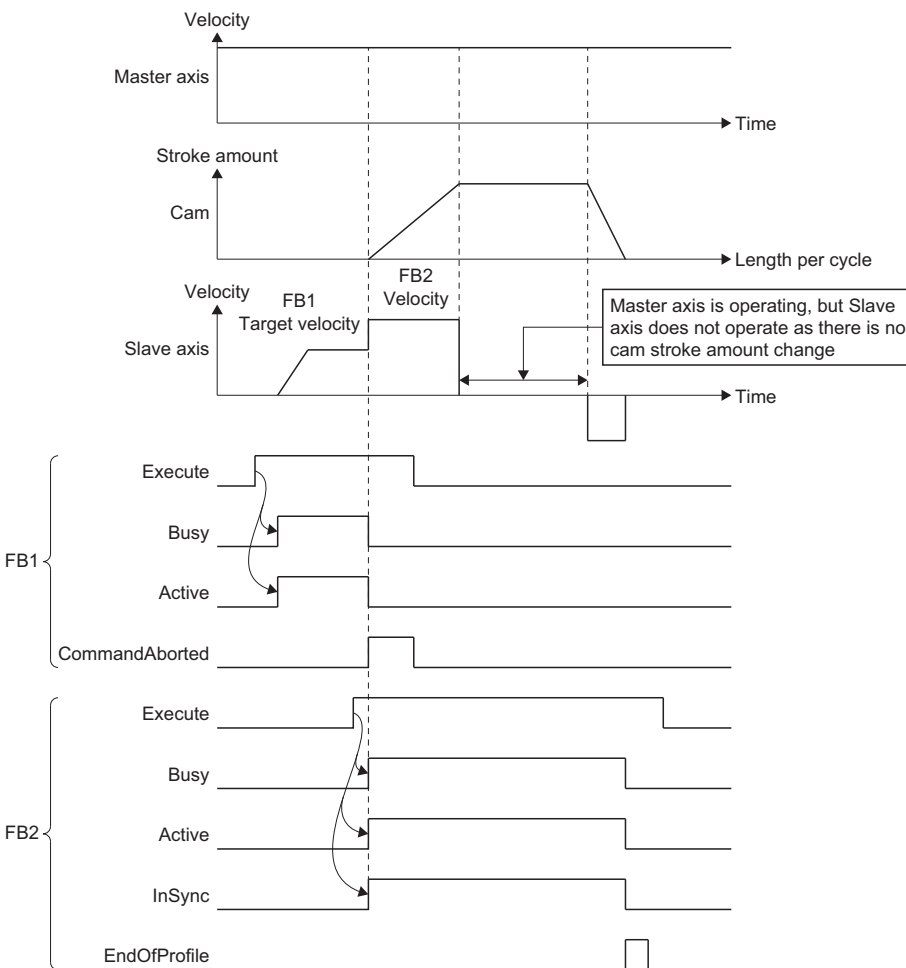 Velocity
Master axis
Time
Stroke amount
Cam
Length per cycle
Velocity
FB1
Target velocity
FB2
Velocity
Master axis is operating, but Slave
axis does not operate as there is no
cam stroke amount change
Slave axis
Time
FB1
Execute
Busy
Active
CommandAborted
FB2
Execute
Busy
Active
InSync
EndOfProfile